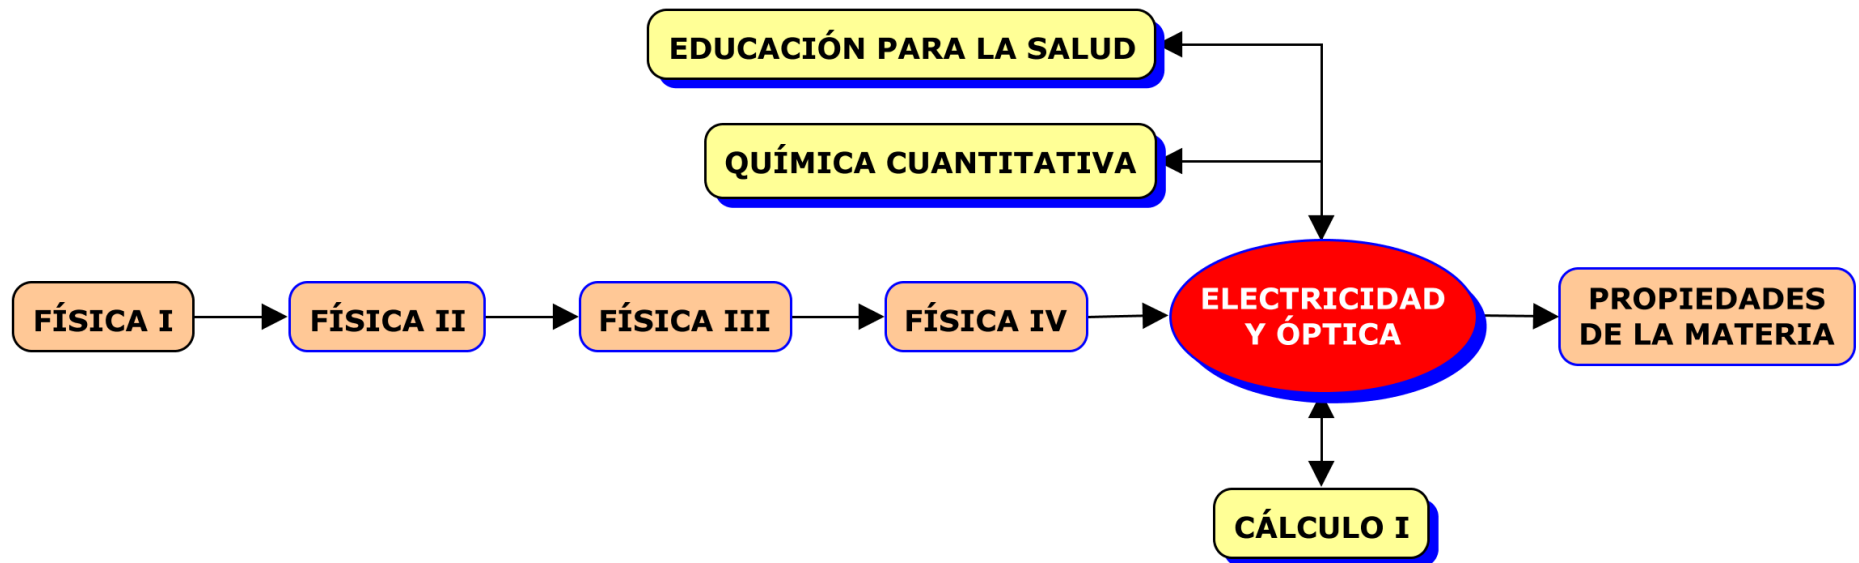 EDUCACIÓN PARA LA SALUD
QUÍMICA CUANTITATIVA
FÍSICA I
FÍSICA II
FÍSICA III
FÍSICA IV
ELECTRICIDAD
Y ÓPTICA
PROPIEDADES
DE LA MATERIA
CÁLCULO I